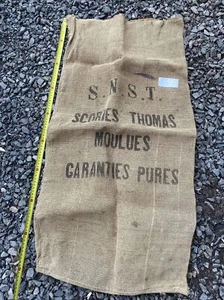 S.N.S.T.
SCORIES THOMAS
MOULUES
GARANTIES PURES